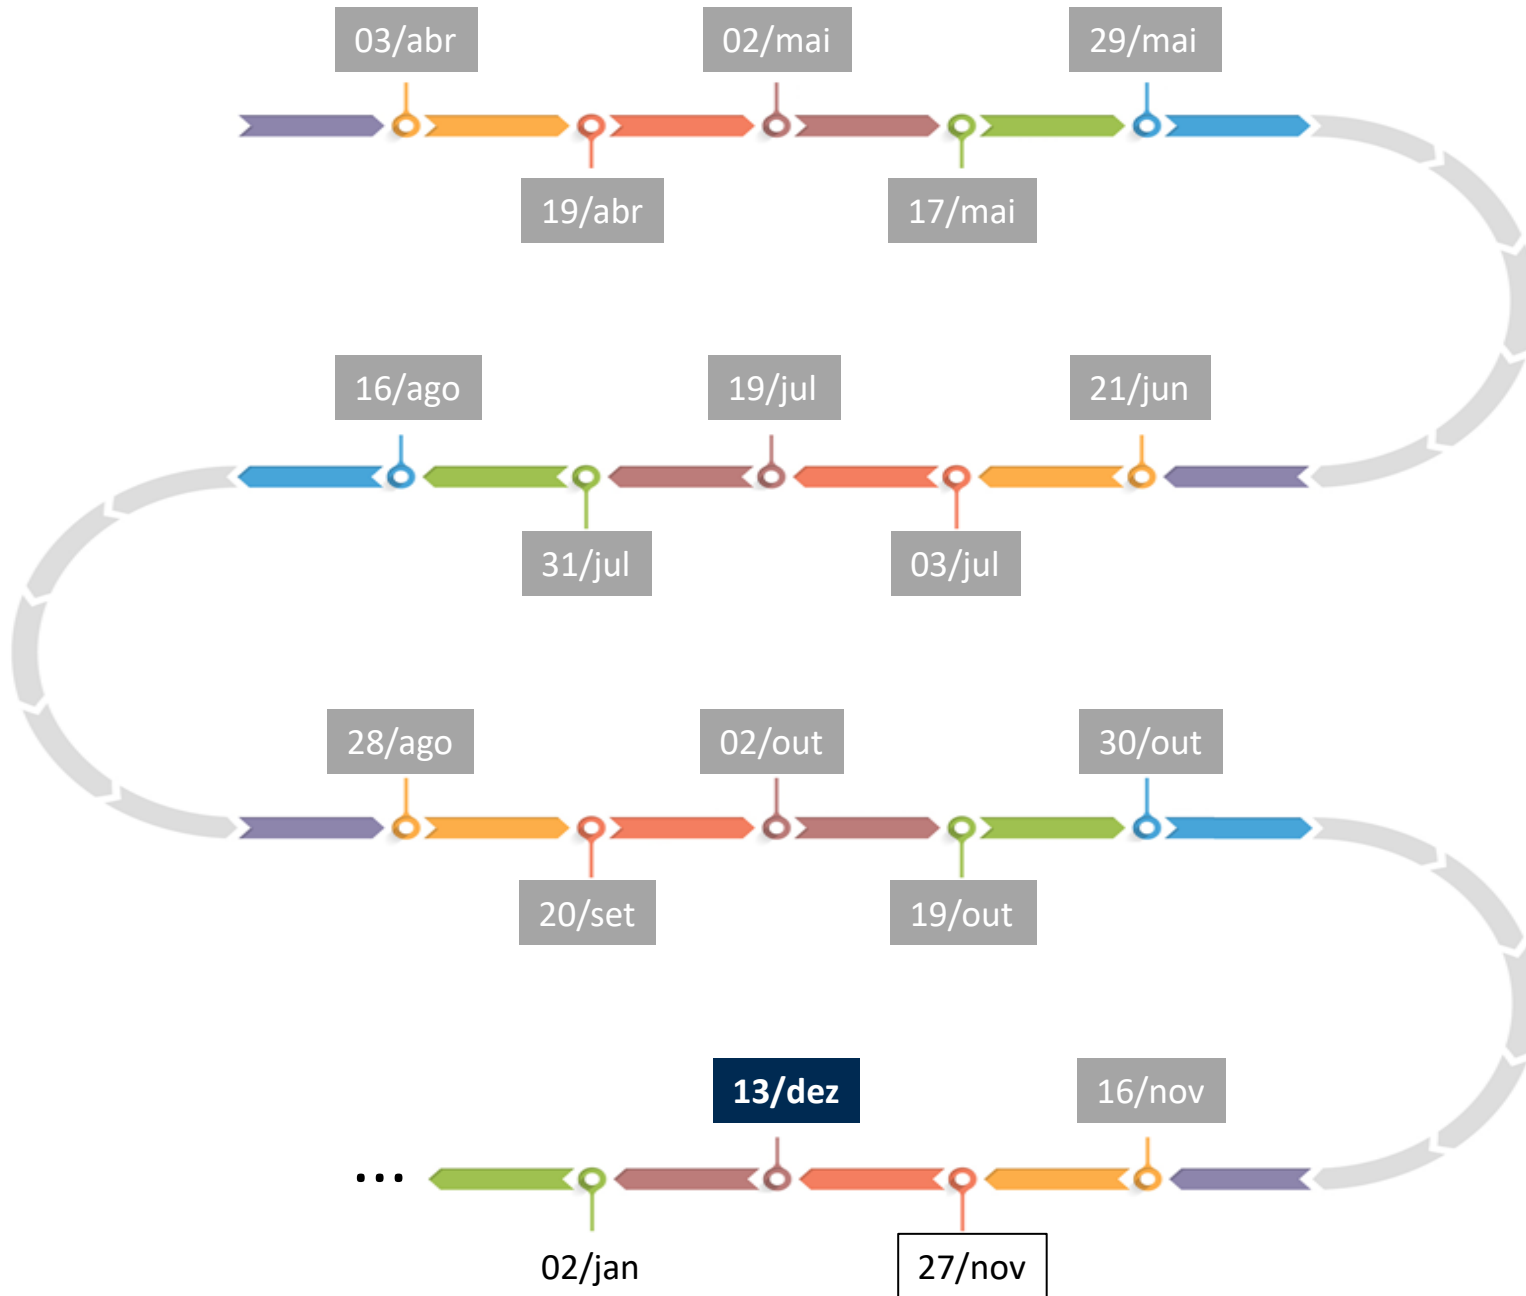 03/abr
19/abr
02/mai
17/mai
29/mai
21/jun
03/jul
19/jul
31/jul
16/ago
28/ago
20/set
02/out
19/out
30/out
16/nov
27/nov
13/dez
02/jan
...